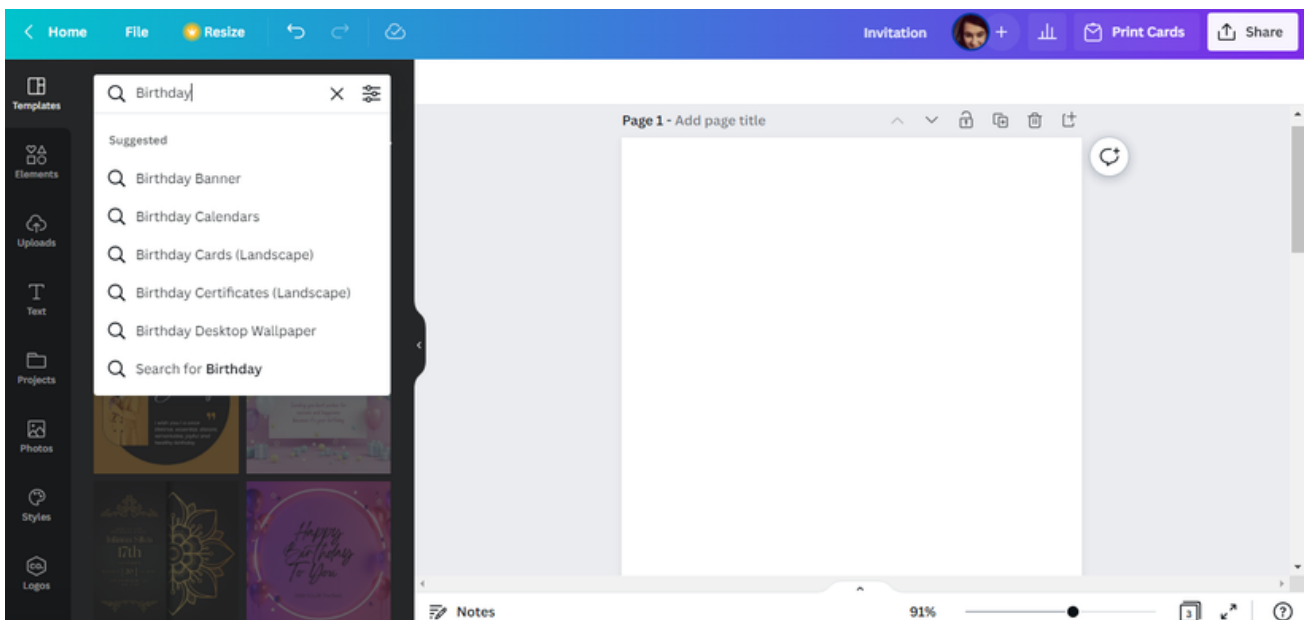 Home File Resize Invitation + Print Cards Share
Templates
Elements
Uploads
Text
Projects
Photos
Styles
CO.
Logos
Birthday
Suggested
Birthday Banner
Birthday Calendars
Birthday Cards (Landscape)
Birthday Certificates (Landscape)
Birthday Desktop Wallpaper
Search for Birthday
17th
Happy
Birthday
To You
Page 1 - Add page title
Notes 91% 3 ?